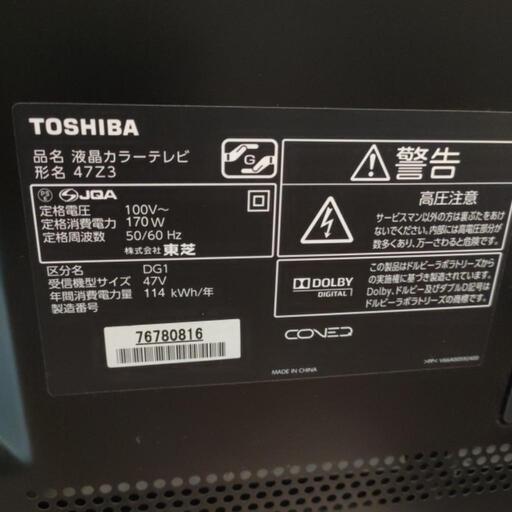 TOSHIBA
品名 液晶カラーテレビ
形名 47Z3
G
PS E JQA
定格電圧 100V~
定格消費電力 170W
定格周波数 50/60 Hz
株式会社 東芝
区分名 DG1
受信機型サイズ 47V
年間消費電力量 114 kWh/年
製造番号
76780816
警告
高圧注意
サービスマン以外の方は裏ぶたをあけ
ないでください。内部には高電圧部分が
数多くあり、万一さわると危険です。
DOLBY
DIGITAL
この製品はドルビーラボラトリーズから
の実施権に基づき製造されています。
Dolby、ドルビー及びダブルD記号は
ドルビーラボラトリーズの商標です。
MADE IN CHINA